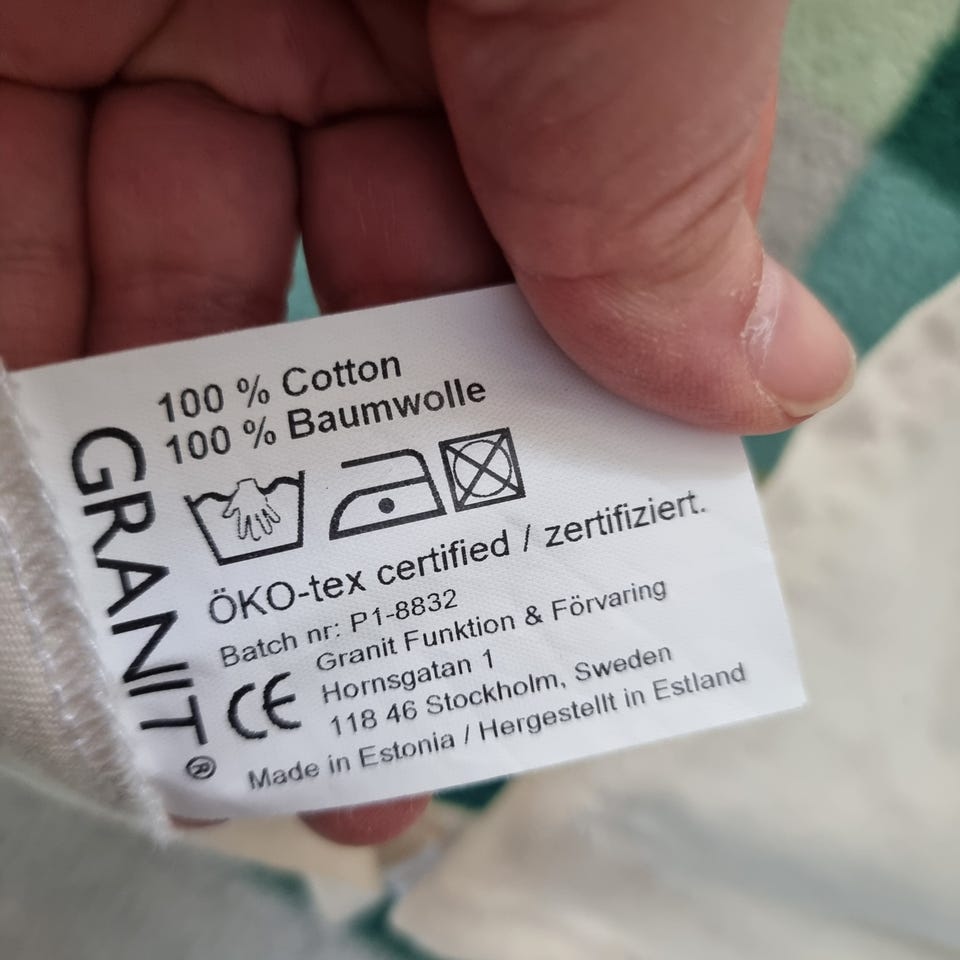 GRANIT®
100 % Cotton
100 % Baumwolle
ÖKO-tex certified / zertifiziert.
Batch nr: P1-8832
CE
Granit Funktion & Förvaring
Hornsgatan 1
118 46 Stockholm, Sweden
Made in Estonia / Hergestellt in Estland